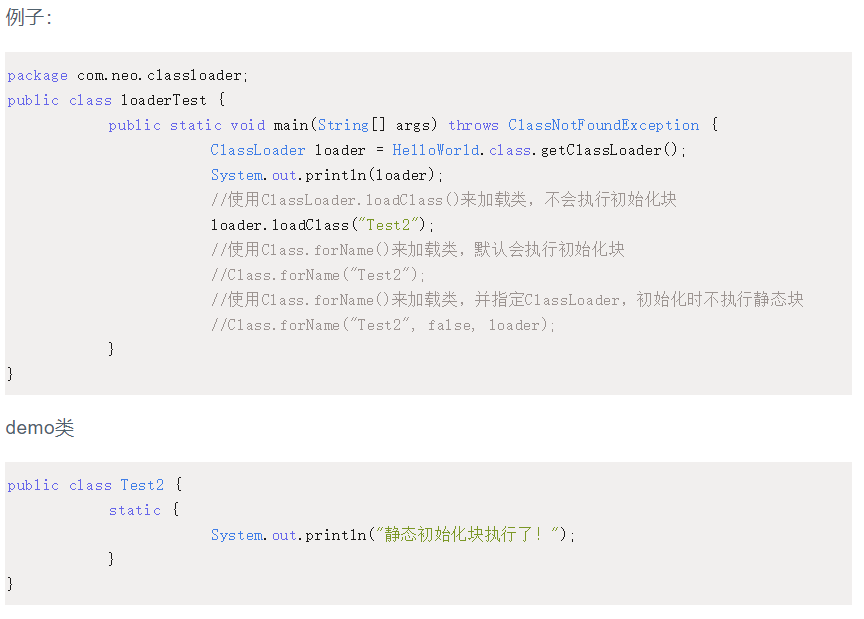 例子：
package com.neo.classloader;
public class loaderTest {
public static void main(String[] args) throws ClassNotFoundException {
ClassLoader loader = HelloWorld.class.getClassLoader();
System.out.println(loader);
//使用ClassLoader.loadClass()来加载类，不会执行初始化块
loader.loadClass("Test2");
//使用Class.forName()来加载类，默认会执行初始化块
//Class.forName("Test2");
//使用Class.forName()来加载类，并指定ClassLoader，初始化时不执行静态块
//Class.forName("Test2", false, loader);
}
}
demo类
public class Test2 {
static {
System.out.println("静态初始化块执行了！");
}
}